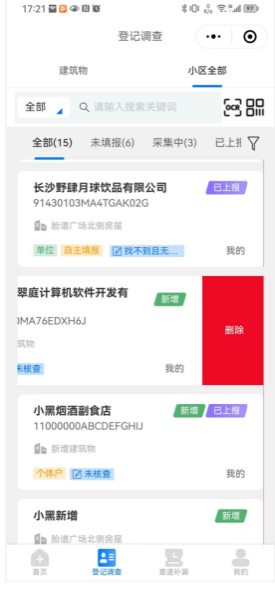 17:21
登记调查
建筑物 小区全部
全部 请输入搜索关键词 OCR
全部(15) 未填报(6) 采集中(3) 已上报
长沙野肆月球饮品有限公司 已上报
91430103MA4TGAK02G
脸谱广场北侧房屋
单位 自主填报 找不到且无... 我的
翠庭计算机软件开发有 新增
0MA76EDXH6J
筑物
未核查 我的
删除
小黑烟酒副食店 新增 已上报
11000000ABCDEFGHIJ
新增建筑物
个体户 未核查 我的
小黑新增 新增
脸谱广场北侧房屋
首页 登记调查 查遗补漏 我的